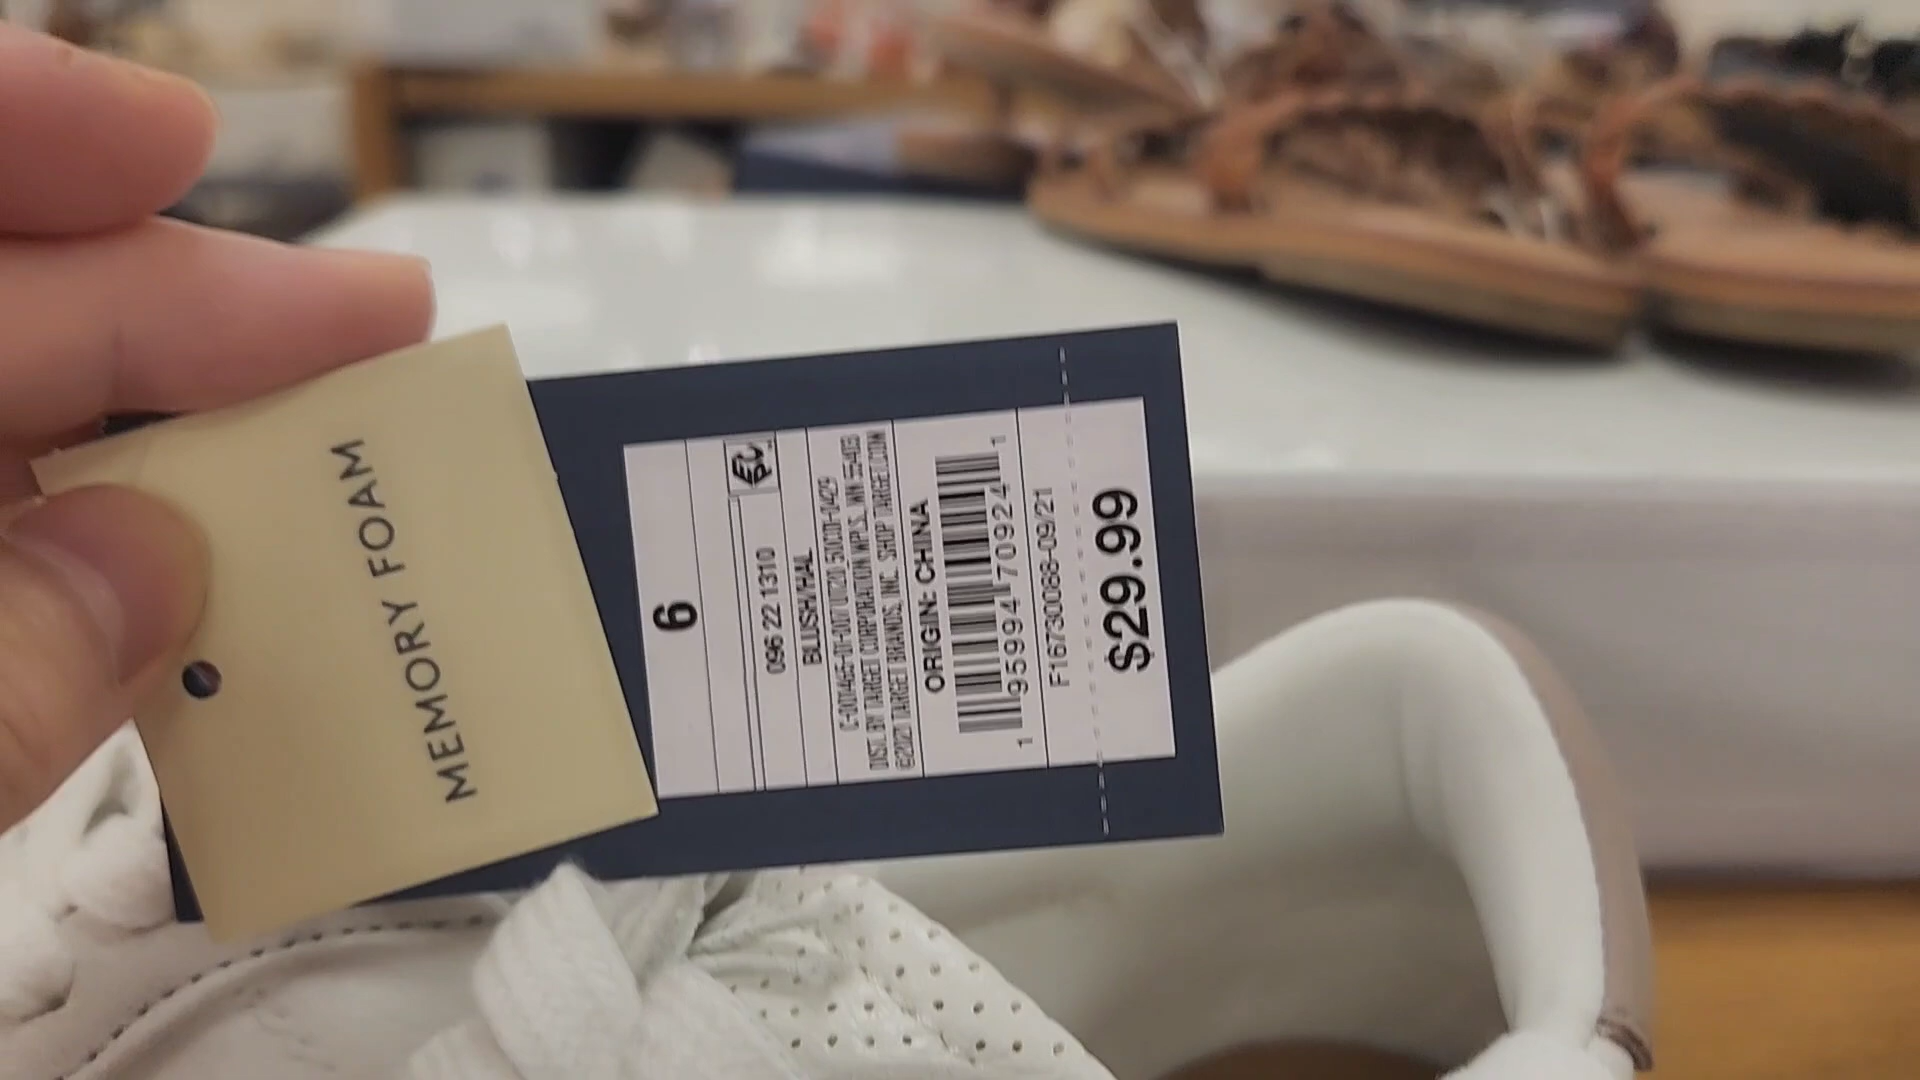 MEMORY FOAM
6
096 22 1310
BLUSH/HAL
DIST. BY TARGET CORPORATION MPLS, MN 55403
©2021 TARGET BRANDS, INC. SHOP TARGET.COM
ORIGIN: CHINA
1 95994 70924 1
F16730088-09/21
$29.99